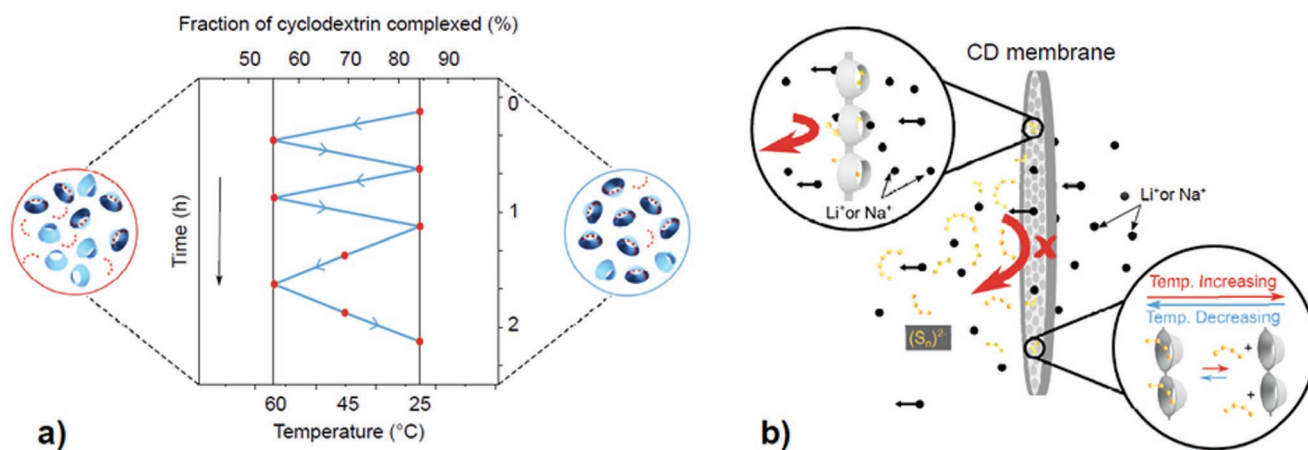 Fraction of cyclodextrin complexed (%)
50 60 70 80 90
Time (h)
0
1
2
60 45 25
Temperature (°C)
a)
CD membrane
Li⁺or Na⁺
Li⁺or Na⁺
X
(Sₙ)²⁻
Temp. Increasing
Temp. Decreasing
+
+
b)